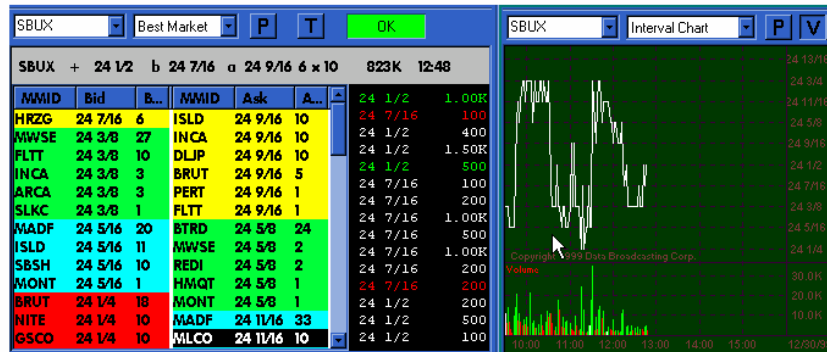 SBUX Best Market P T OK
SBUX + 24 1/2 b 24 7/16 a 24 9/16 6 x 10 823K 12:48
MMID Bid B... MMID Ask A...
HRZG 24 7/16 6 ISLD 24 9/16 10
MWSE 24 3/8 27 INCA 24 9/16 10
FLTT 24 3/8 10 DLJP 24 9/16 10
INCA 24 3/8 3 BRUT 24 9/16 5
ARCA 24 3/8 3 PERT 24 9/16 1
SLKC 24 3/8 1 FLTT 24 9/16 1
MADF 24 5/16 20 BTRD 24 5/8 24
ISLD 24 5/16 11 MWSE 24 5/8 2
SBSH 24 5/16 10 REDI 24 5/8 2
MONT 24 5/16 1 HMQT 24 5/8 1
BRUT 24 1/4 18 MONT 24 5/8 1
NITE 24 1/4 10 MADF 24 11/16 33
GSCO 24 1/4 10 MLCO 24 11/16 10
24 1/2 1.00K
24 7/16 100
24 1/2 400
24 1/2 1.50K
24 1/2 500
24 7/16 100
24 7/16 200
24 7/16 1.00K
24 7/16 500
24 7/16 1.00K
24 7/16 200
24 7/16 200
24 1/2 200
24 1/2 500
24 1/2 100
SBUX Interval Chart P V
24 13/16
24 3/4
24 11/16
24 5/8
24 9/16
24 1/2
24 7/16
24 3/8
24 5/16
24 1/4
Copyright 1999 Data Broadcasting Corp.
Volume
30.0K
20.0K
10.0K
10:00 11:00 12:00 13:00 14:00 15:00 12/30/9